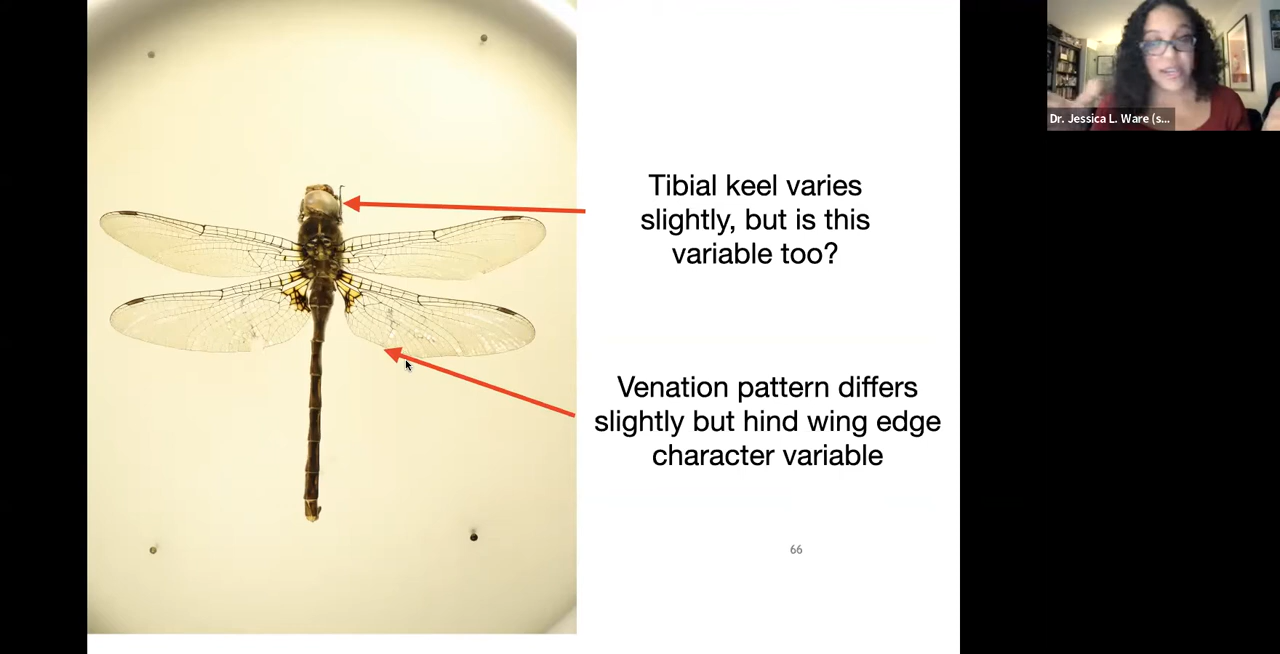 Dr. Jessica L. Ware (s...
Tibial keel varies
slightly, but is this
variable too?
Venation pattern differs
slightly but hind wing edge
character variable
66